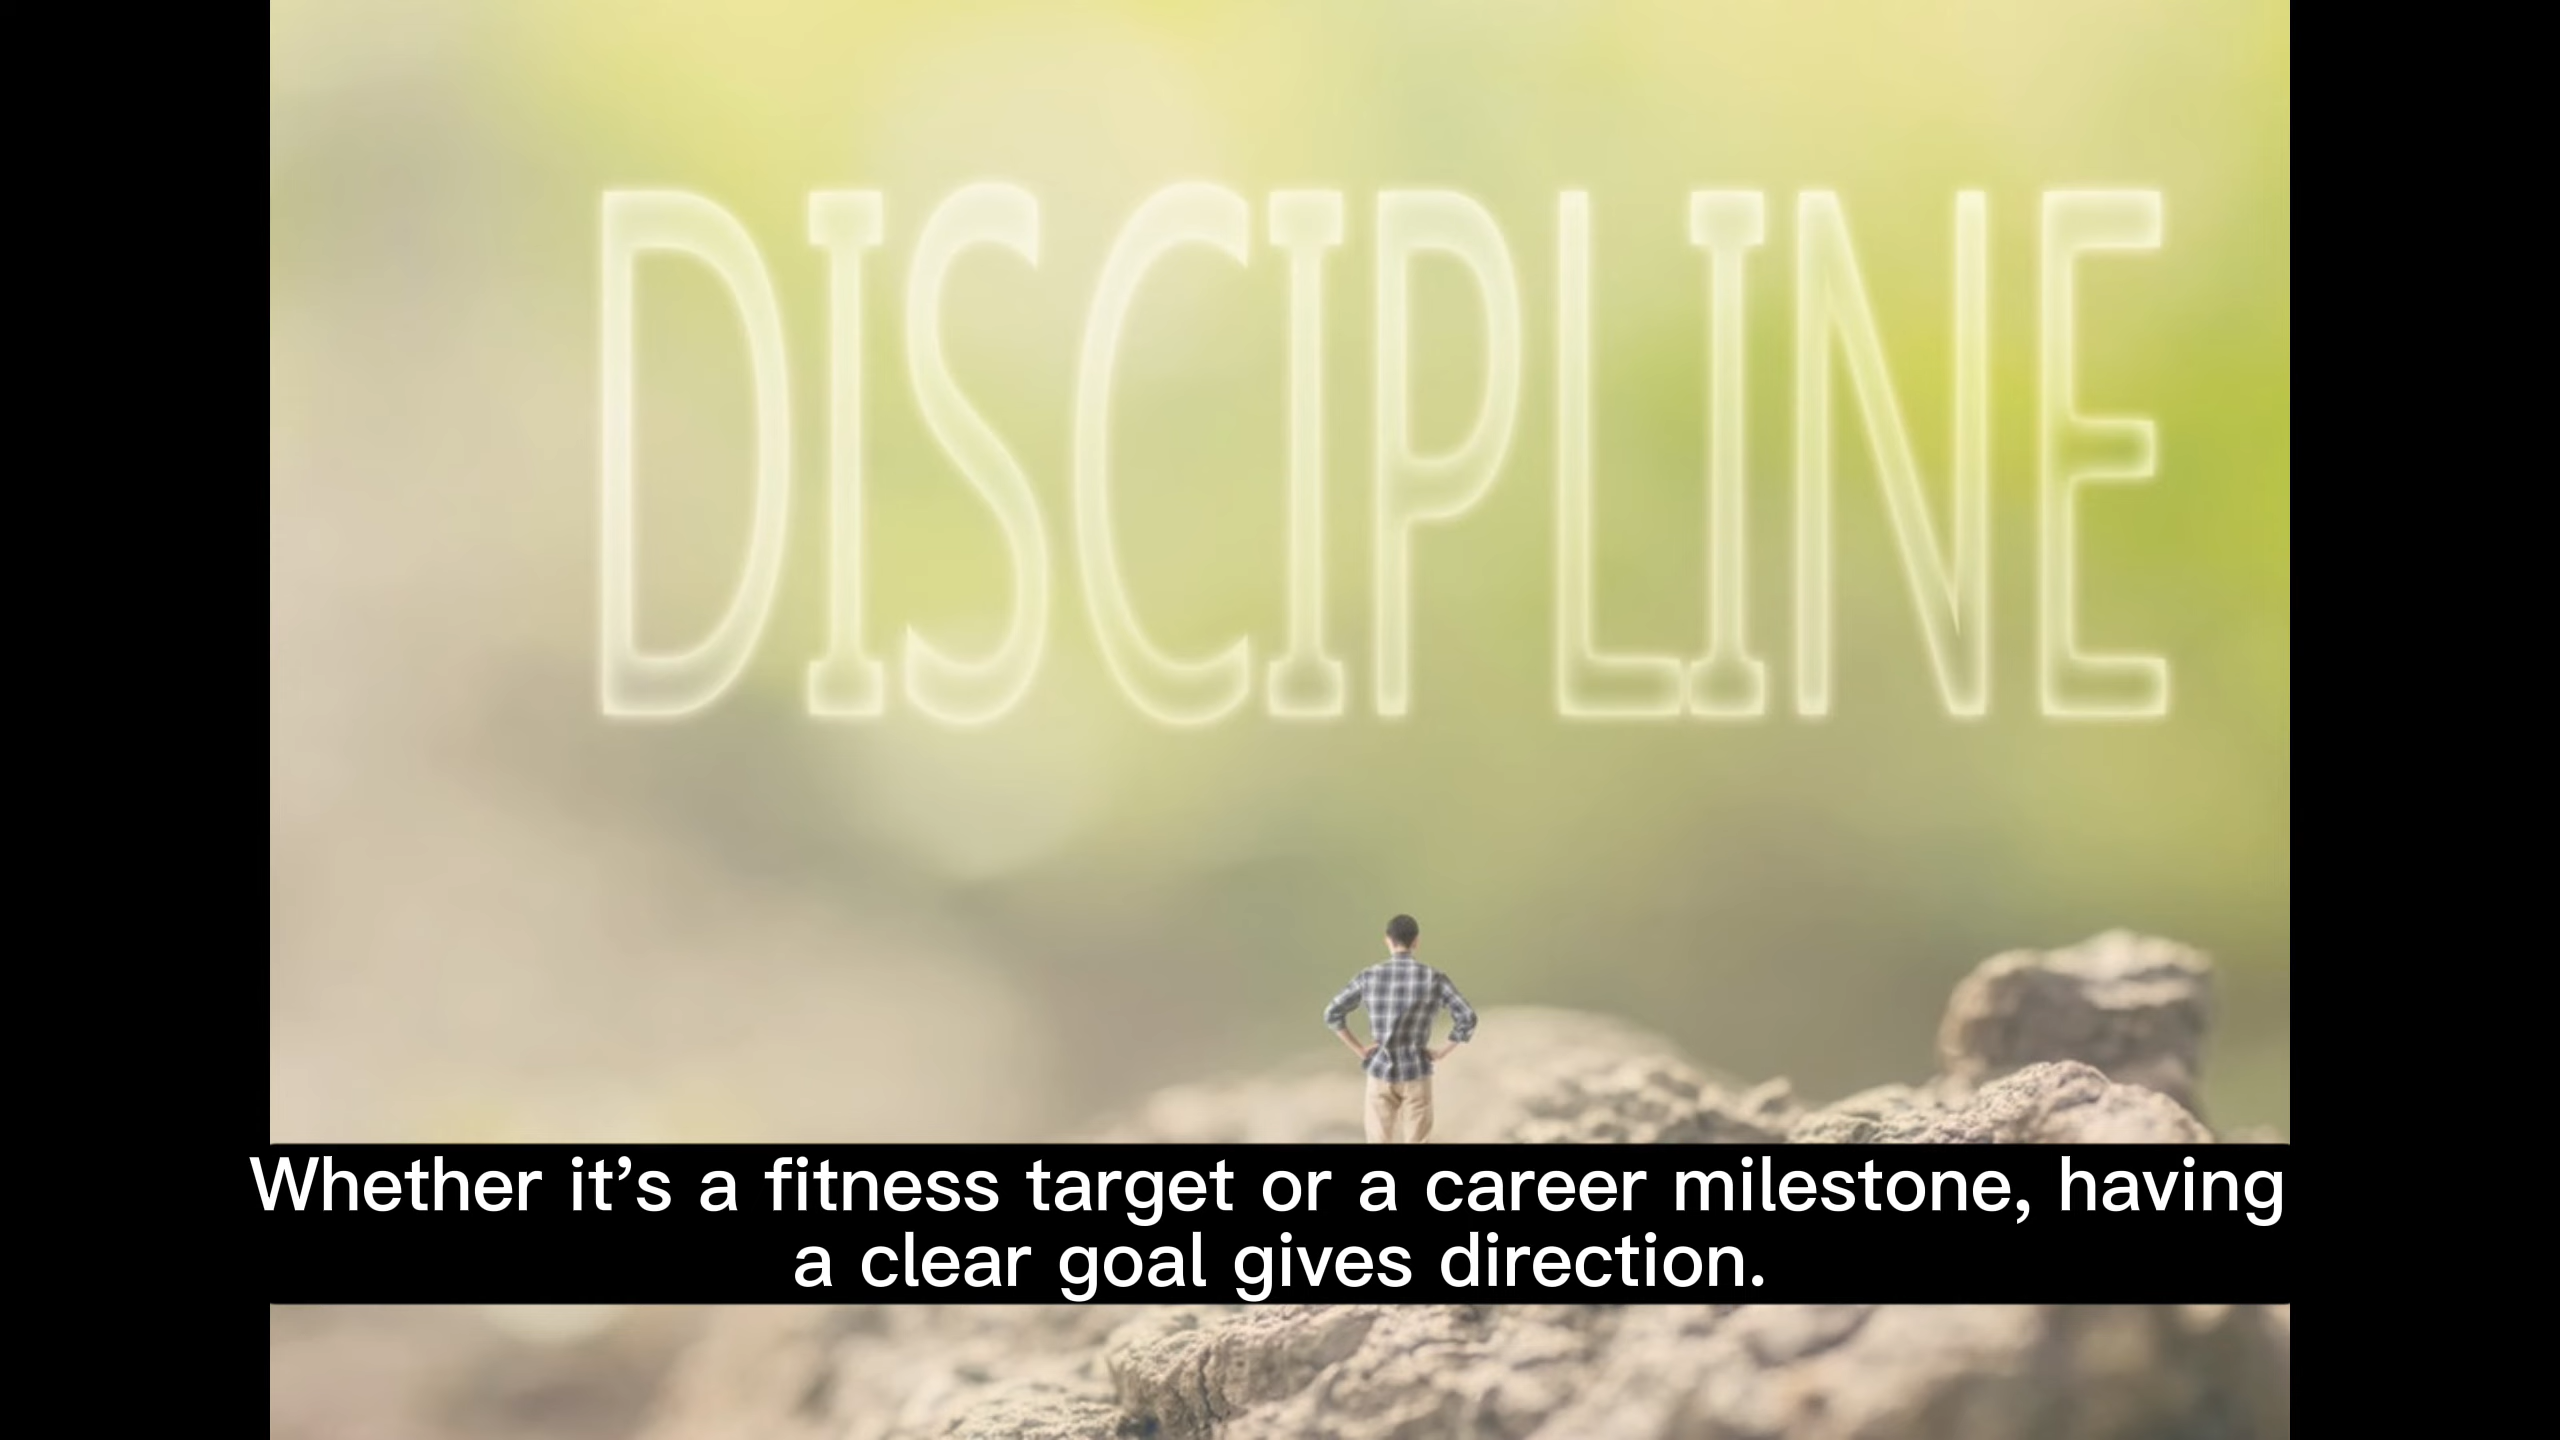 DISCIPLINE
Whether it’s a fitness target or a career milestone, having
a clear goal gives direction.